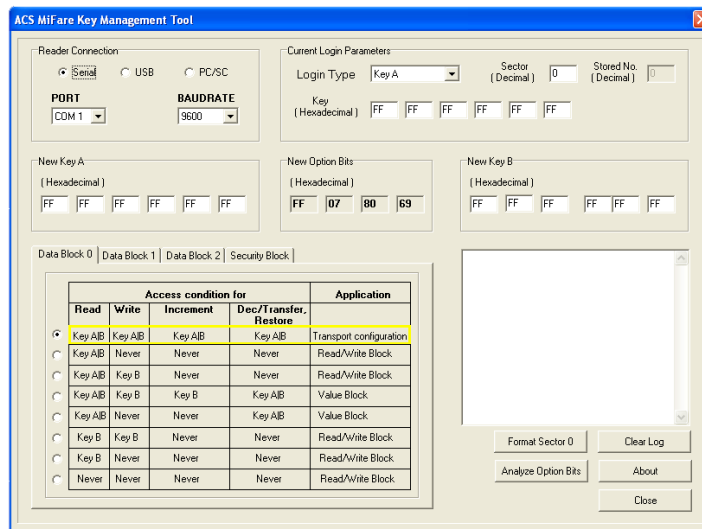 ACS MiFare Key Management Tool
Reader Connection
Serial USB PC/SC
PORT BAUDRATE
COM 1 9600
Current Login Parameters
Login Type Key A Sector ( Decimal ) 0 Stored No. ( Decimal ) 0
Key ( Hexadecimal ) FF FF FF FF FF FF
New Key A
( Hexadecimal )
FF FF FF FF FF FF
New Option Bits
( Hexadecimal )
FF 07 80 69
New Key B
( Hexadecimal )
FF FF FF FF FF FF
Data Block 0 Data Block 1 Data Block 2 Security Block
Access condition for Application
Read Write Increment Dec/Transfer, Restore
Key A|B Key A|B Key A|B Key A|B Transport configuration
Key A|B Never Never Never Read/Write Block
Key A|B Key B Never Never Read/Write Block
Key A|B Key B Key B Key A|B Value Block
Key A|B Never Never Key A|B Value Block
Key B Key B Never Never Read/Write Block
Key B Never Never Never Read/Write Block
Never Never Never Never Read/Write Block
Format Sector 0 Clear Log
Analyze Option Bits About
Close